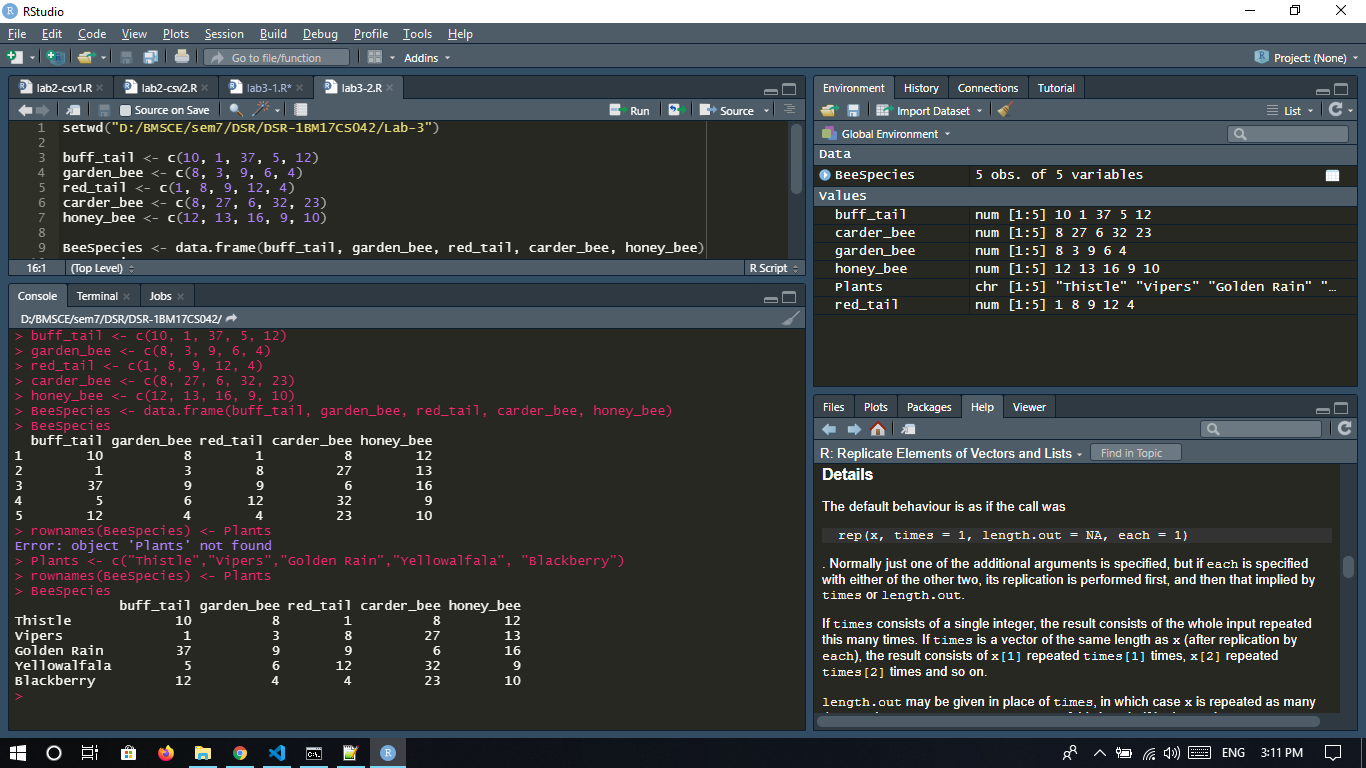 RStudio
File Edit Code View Plots Session Build Debug Profile Tools Help
Go to file/function Addins Project: (None)
lab2-csv1.R lab2-csv2.R lab3-1.R* lab3-2.R
Source on Save Run Source
1 setwd("D:/BMSCE/sem7/DSR/DSR-1BM17CS042/Lab-3")
2
3 buff_tail <- c(10, 1, 37, 5, 12)
4 garden_bee <- c(8, 3, 9, 6, 4)
5 red_tail <- c(1, 8, 9, 12, 4)
6 carder_bee <- c(8, 27, 6, 32, 23)
7 honey_bee <- c(12, 13, 16, 9, 10)
8
9 BeeSpecies <- data.frame(buff_tail, garden_bee, red_tail, carder_bee, honey_bee)
16:1 (Top Level) R Script
Console Terminal Jobs
D:/BMSCE/sem7/DSR/DSR-1BM17CS042/
> buff_tail <- c(10, 1, 37, 5, 12)
> garden_bee <- c(8, 3, 9, 6, 4)
> red_tail <- c(1, 8, 9, 12, 4)
> carder_bee <- c(8, 27, 6, 32, 23)
> honey_bee <- c(12, 13, 16, 9, 10)
> BeeSpecies <- data.frame(buff_tail, garden_bee, red_tail, carder_bee, honey_bee)
> BeeSpecies
buff_tail garden_bee red_tail carder_bee honey_bee
1 10 8 1 8 12
2 1 3 8 27 13
3 37 9 9 6 16
4 5 6 12 32 9
5 12 4 4 23 10
> rownames(BeeSpecies) <- Plants
Error: object 'Plants' not found
> Plants <- c("Thistle","Vipers","Golden Rain","Yellowalfala", "Blackberry")
> rownames(BeeSpecies) <- Plants
> BeeSpecies
buff_tail garden_bee red_tail carder_bee honey_bee
Thistle 10 8 1 8 12
Vipers 1 3 8 27 13
Golden Rain 37 9 9 6 16
Yellowalfala 5 6 12 32 9
Blackberry 12 4 4 23 10
>
Environment History Connections Tutorial
Import Dataset List
Global Environment
Data
BeeSpecies 5 obs. of 5 variables
Values
buff_tail num [1:5] 10 1 37 5 12
carder_bee num [1:5] 8 27 6 32 23
garden_bee num [1:5] 8 3 9 6 4
honey_bee num [1:5] 12 13 16 9 10
Plants chr [1:5] "Thistle" "Vipers" "Golden Rain" "…
red_tail num [1:5] 1 8 9 12 4
Files Plots Packages Help Viewer
R: Replicate Elements of Vectors and Lists Find in Topic
Details
The default behaviour is as if the call was
rep(x, times = 1, length.out = NA, each = 1)
. Normally just one of the additional arguments is specified, but if each is specified
with either of the other two, its replication is performed first, and then that implied by
times or length.out.
If times consists of a single integer, the result consists of the whole input repeated
this many times. If times is a vector of the same length as x (after replication by
each), the result consists of x[1] repeated times[1] times, x[2] repeated
times[2] times and so on.
length.out may be given in place of times, in which case x is repeated as many
ENG 3:11 PM